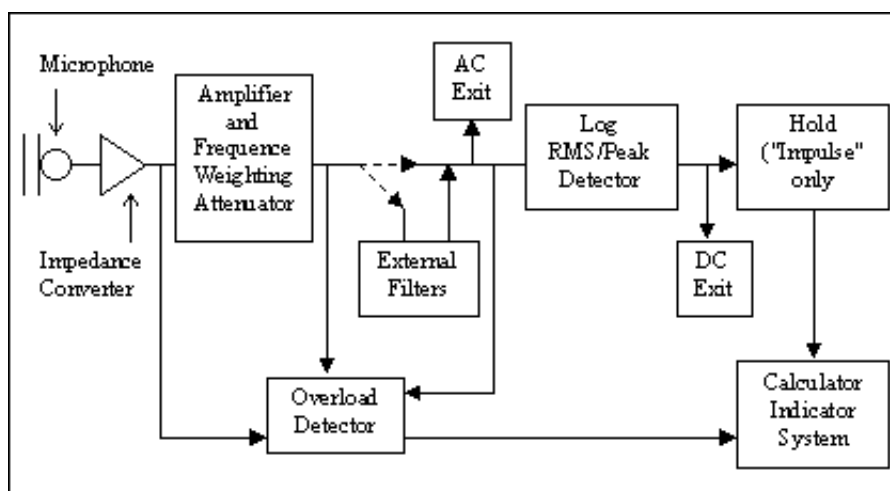 Microphone
Amplifier
and
Frequence
Weighting
Attenuator
AC
Exit
Log
RMS/Peak
Detector
Hold
("Impulse"
only
Impedance
Converter
External
Filters
DC
Exit
Overload
Detector
Calculator
Indicator
System